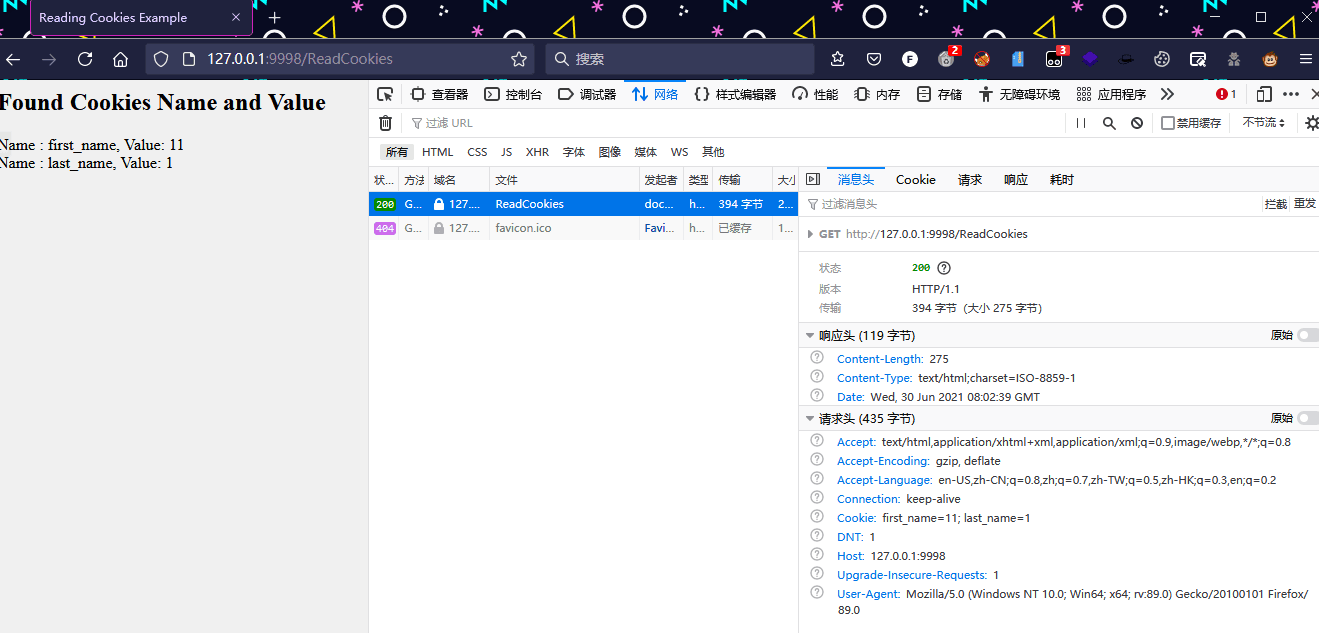 Reading Cookies Example
127.0.0.1:9998/ReadCookies
搜索
2
3
Found Cookies Name and Value
Name : first_name, Value: 11
Name : last_name, Value: 1
查看器 控制台 调试器 网络 样式编辑器 性能 内存 存储 无障碍环境 应用程序 1
过滤 URL 禁用缓存 不节流
所有 HTML CSS JS XHR 字体 图像 媒体 WS 其他
状... 方法 域名 文件 发起者 类型 传输 大小
200 G... 127.... ReadCookies doc... h... 394 字节 2...
404 G... 127.... favicon.ico Favi... h... 已缓存 1...
消息头 Cookie 请求 响应 耗时
过滤消息头 拦截 重发
GET http://127.0.0.1:9998/ReadCookies
状态 200
版本 HTTP/1.1
传输 394 字节 (大小 275 字节)
响应头 (119 字节) 原始
Content-Length: 275
Content-Type: text/html;charset=ISO-8859-1
Date: Wed, 30 Jun 2021 08:02:39 GMT
请求头 (435 字节) 原始
Accept: text/html,application/xhtml+xml,application/xml;q=0.9,image/webp,*/*;q=0.8
Accept-Encoding: gzip, deflate
Accept-Language: en-US,zh-CN;q=0.8,zh;q=0.7,zh-TW;q=0.5,zh-HK;q=0.3,en;q=0.2
Connection: keep-alive
Cookie: first_name=11; last_name=1
DNT: 1
Host: 127.0.0.1:9998
Upgrade-Insecure-Requests: 1
User-Agent: Mozilla/5.0 (Windows NT 10.0; Win64; x64; rv:89.0) Gecko/20100101 Firefox/
89.0